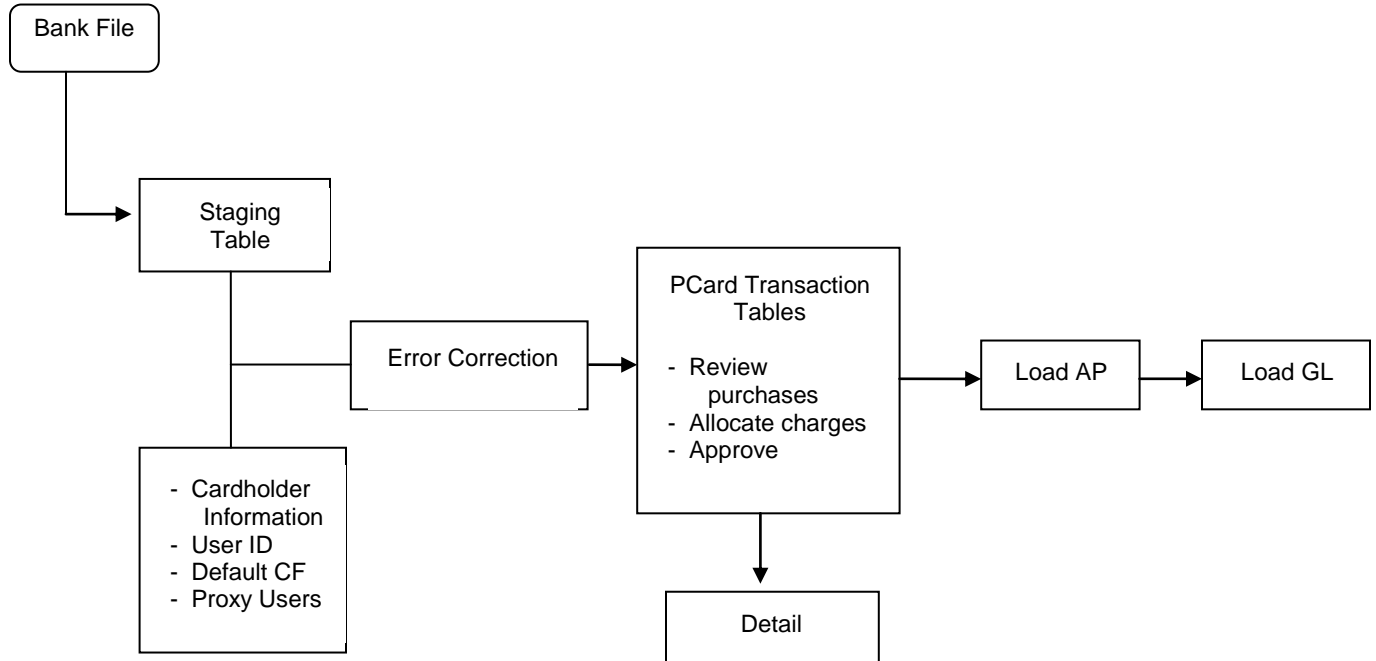 Bank File
Staging
Table
Error Correction
PCard Transaction
Tables
- Review
purchases
- Allocate charges
- Approve
Load AP
Load GL
- Cardholder
Information
- User ID
- Default CF
- Proxy Users
Detail